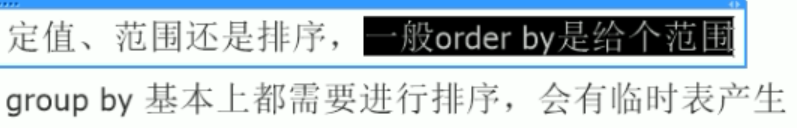 定值、范围还是排序，一般order by是给个范围
group by 基本上都需要进行排序，会有临时表产生